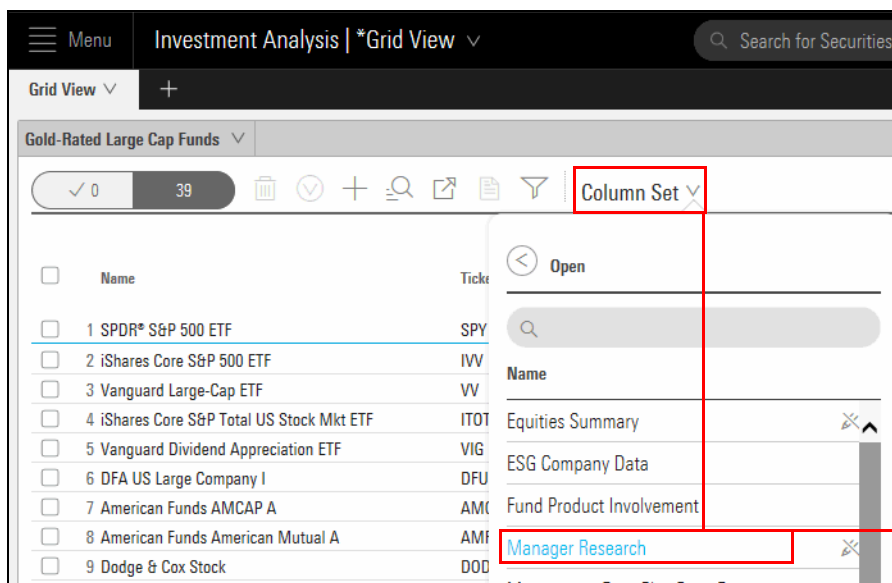 Menu
Investment Analysis | *Grid View
Search for Securities
Grid View
Gold-Rated Large Cap Funds
0
39
Column Set
Open
Name
Ticke
1 SPDR® S&P 500 ETF SPY
2 iShares Core S&P 500 ETF IVV
3 Vanguard Large-Cap ETF VV
4 iShares Core S&P Total US Stock Mkt ETF ITOT
5 Vanguard Dividend Appreciation ETF VIG
6 DFA US Large Company I DFU
7 American Funds AMCAP A AMC
8 American Funds American Mutual A AMF
9 Dodge & Cox Stock DOD
Name
Equities Summary
ESG Company Data
Fund Product Involvement
Manager Research